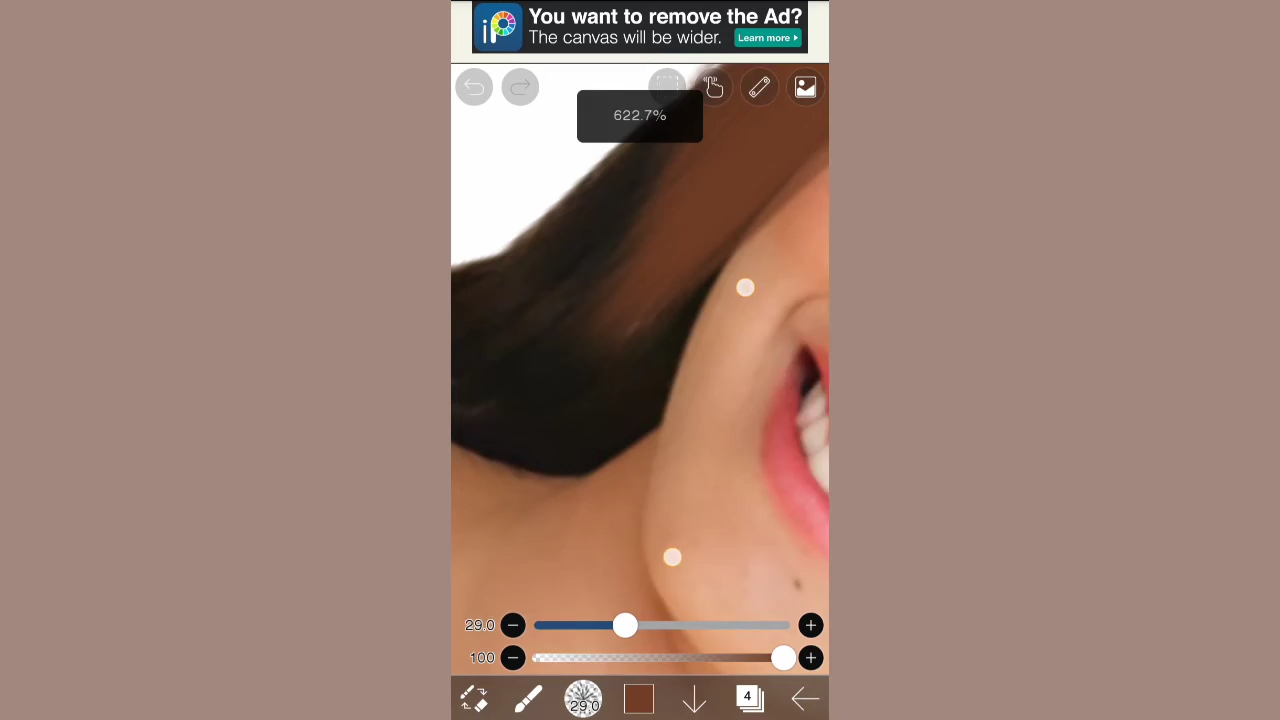 iP
You want to remove the Ad?
The canvas will be wider.
Learn more
622.7%
29.0
100
29.0
4